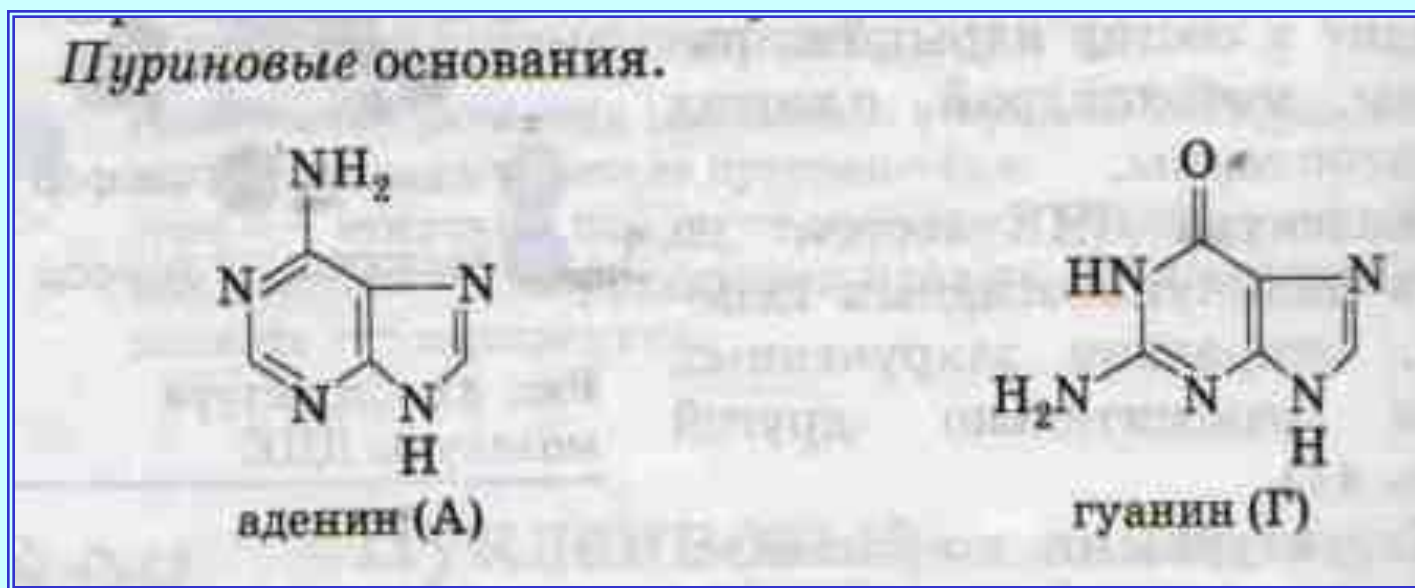 Пуриновые основания.
NH₂
N
N
N
N
H
аденин (А)
O
HN
N
H₂N
N
N
H
гуанин (Г)